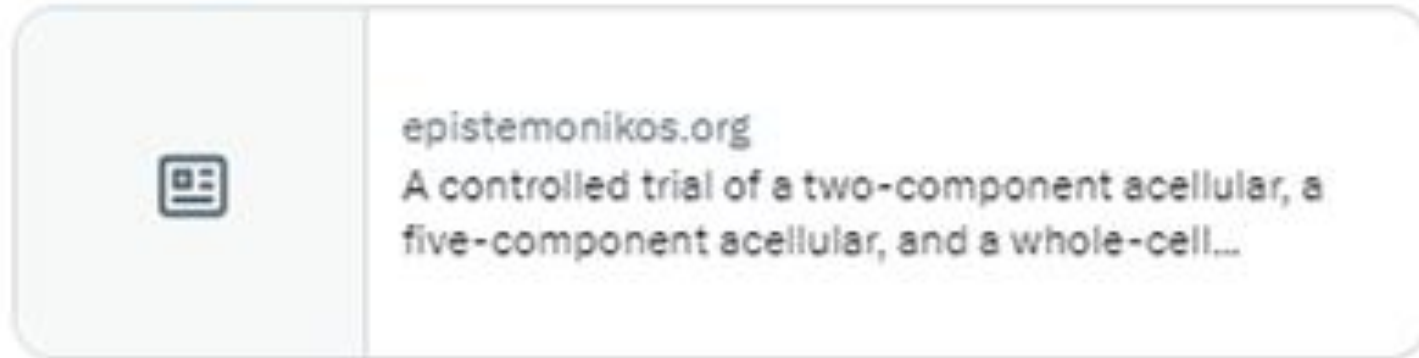 epistemonikos.org
A controlled trial of a two-component acellular, a
five-component acellular, and a whole-cell...